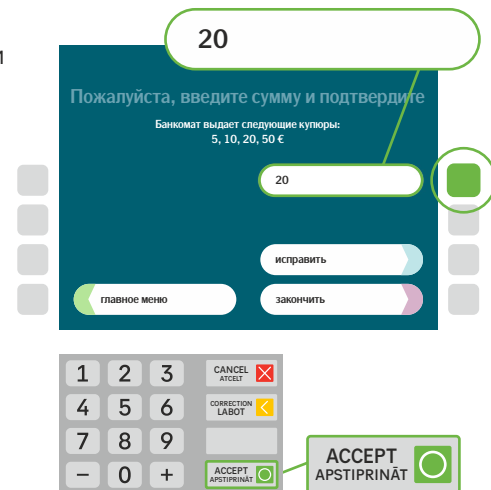 и
20
Пожалуйста, введите сумму и подтвердите
Банкомат выдает следующие купюры:
5, 10, 20, 50 €
20
исправить
главное меню
закончить
1 2 3
CANCEL
ATCELT
4 5 6
CORRECTION
LABOT
7 8 9
− 0 +
ACCEPT
APSTIPRINĀT
ACCEPT
APSTIPRINĀT